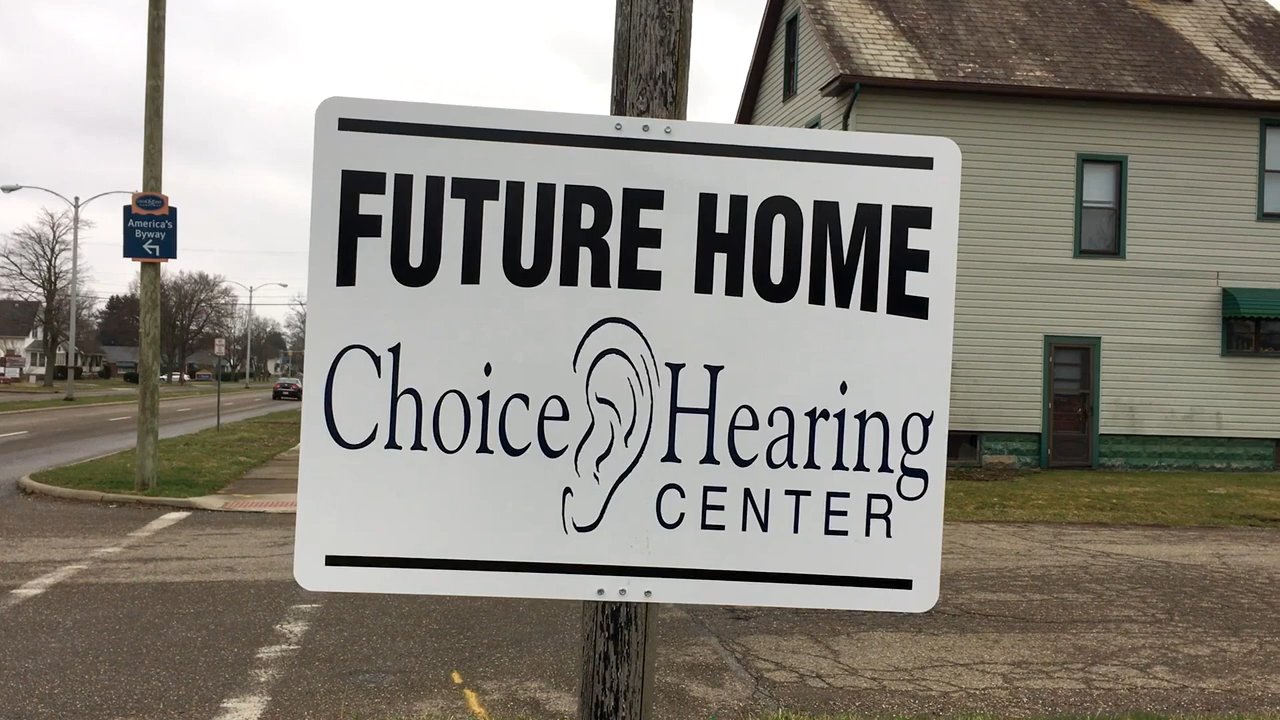 America's
Byway
FUTURE HOME
Choice Hearing
CENTER